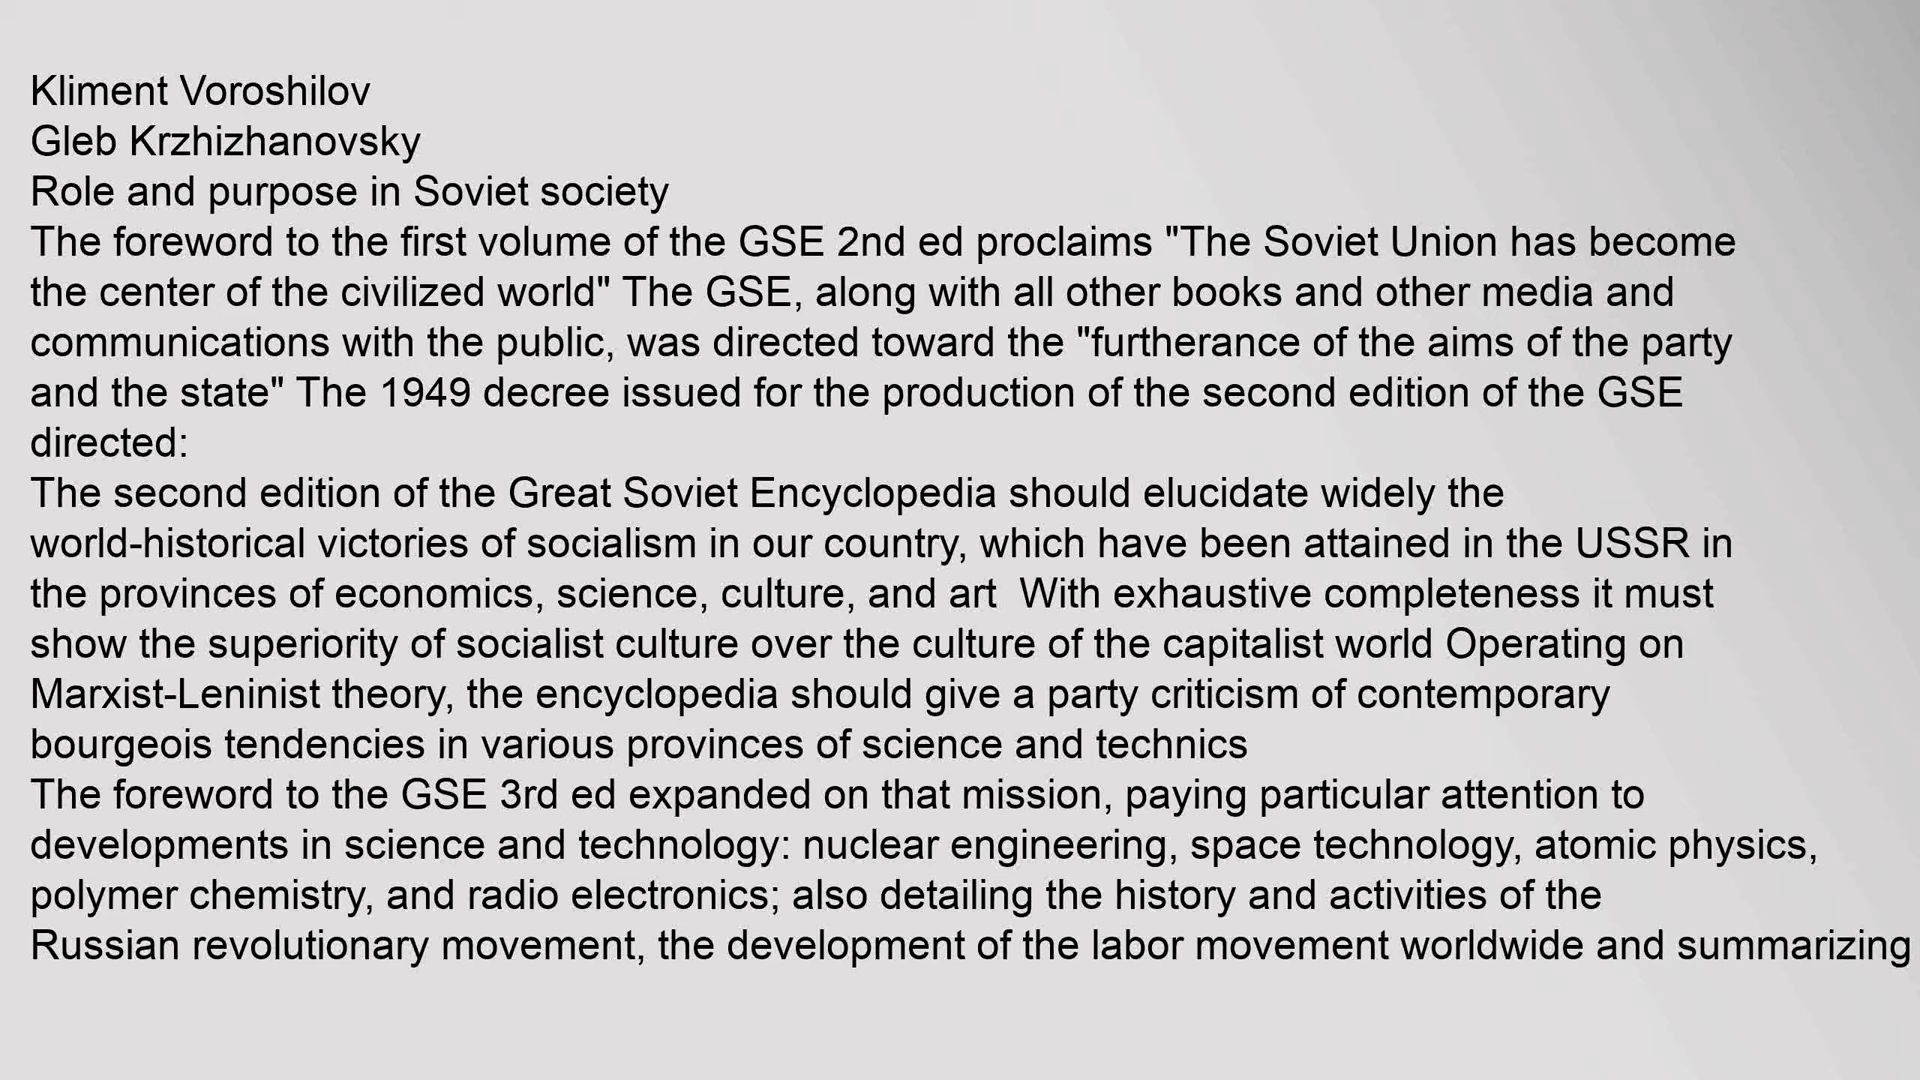 Kliment Voroshilov
Gleb Krzhizhanovsky
Role and purpose in Soviet society
The foreword to the first volume of the GSE 2nd ed proclaims "The Soviet Union has become
the center of the civilized world" The GSE, along with all other books and other media and
communications with the public, was directed toward the "furtherance of the aims of the party
and the state" The 1949 decree issued for the production of the second edition of the GSE
directed:
The second edition of the Great Soviet Encyclopedia should elucidate widely the
world-historical victories of socialism in our country, which have been attained in the USSR in
the provinces of economics, science, culture, and art  With exhaustive completeness it must
show the superiority of socialist culture over the culture of the capitalist world Operating on
Marxist-Leninist theory, the encyclopedia should give a party criticism of contemporary
bourgeois tendencies in various provinces of science and technics
The foreword to the GSE 3rd ed expanded on that mission, paying particular attention to
developments in science and technology: nuclear engineering, space technology, atomic physics,
polymer chemistry, and radio electronics; also detailing the history and activities of the
Russian revolutionary movement, the development of the labor movement worldwide and summarizing